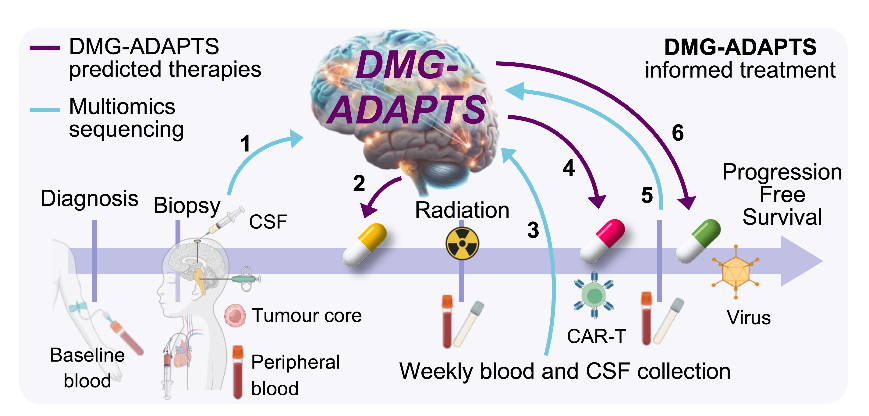 DMG-ADAPTS
predicted therapies
Multiomics
sequencing
DMG-
ADAPTS
DMG-ADAPTS
informed treatment
1
2
3
4
5
6
Diagnosis
Biopsy
CSF
Radiation
Progression
Free
Survival
Tumour core
Baseline
blood
Peripheral
blood
CAR-T
Virus
Weekly blood and CSF collection